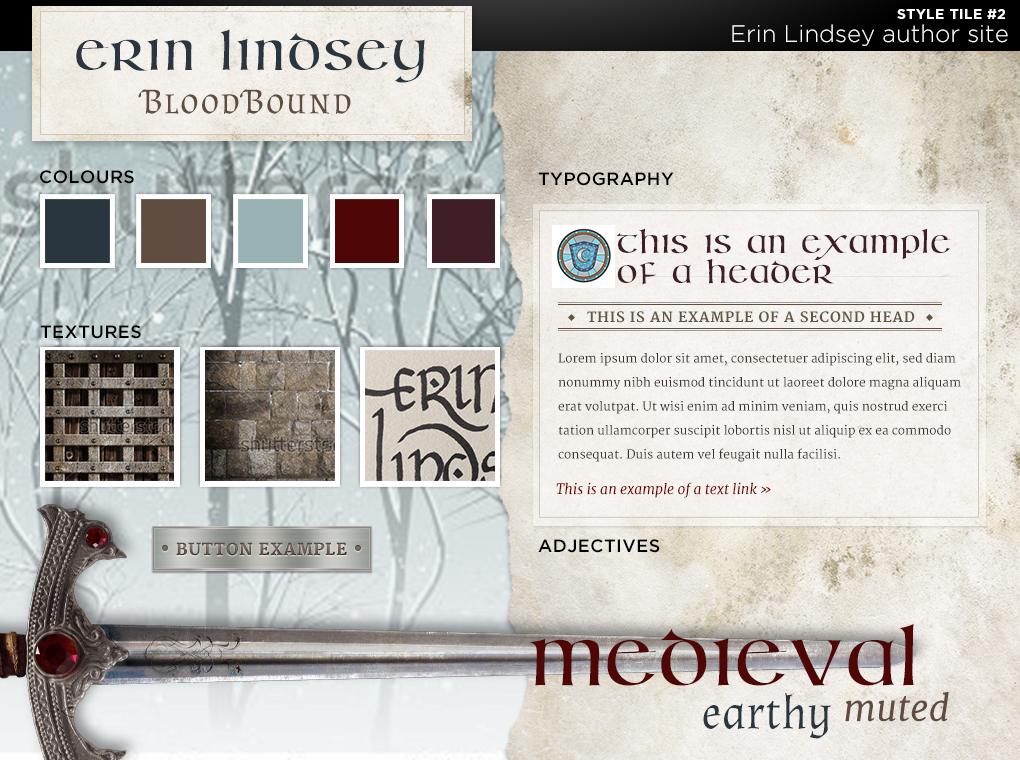 STYLE TILE #2
Erin Lindsey author site
erin lindsey
BLOODBOUND
COLOURS
TYPOGRAPHY
this is an example
of a header
THIS IS AN EXAMPLE OF A SECOND HEAD
Lorem ipsum dolor sit amet, consectetuer adipiscing elit, sed diam
nonummy nibh euismod tincidunt ut laoreet dolore magna aliquam
erat volutpat. Ut wisi enim ad minim veniam, quis nostrud exerci
tation ullamcorper suscipit lobortis nisl ut aliquip ex ea commodo
consequat. Duis autem vel feugait nulla facilisi.
This is an example of a text link »
TEXTURES
shuttersto
shuttersto
ERIN
linds
BUTTON EXAMPLE
ADJECTIVES
medieval
earthy muted